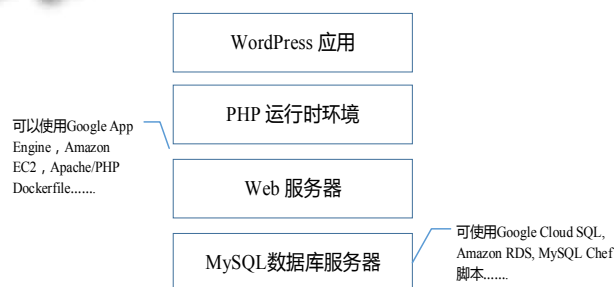 WordPress 应用
PHP 运行时环境
可以使用Google App
Engine，Amazon
EC2，Apache/PHP
Dockerfile.......
Web 服务器
MySQL数据库服务器
可使用Google Cloud SQL,
Amazon RDS, MySQL Chef
脚本.......